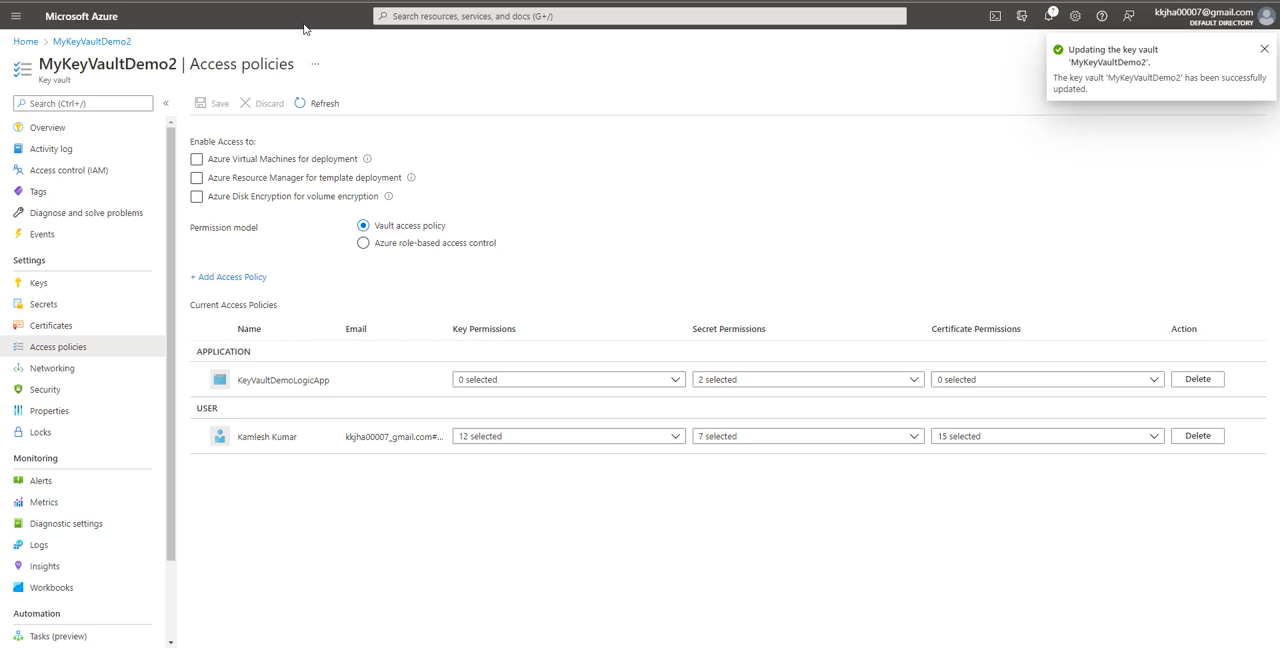 Microsoft Azure
Search resources, services, and docs (G+/)
?
kkjha00007@gmail.com
DEFAULT DIRECTORY
Home > MyKeyVaultDemo2
MyKeyVaultDemo2 | Access policies ...
Key vault
Updating the key vault
'MyKeyVaultDemo2'.
The key vault 'MyKeyVaultDemo2' has been successfully
updated.
Search (Ctrl+/)
«
Save
Discard
Refresh
Overview
Activity log
Access control (IAM)
Tags
Diagnose and solve problems
Events
Settings
Keys
Secrets
Certificates
Access policies
Networking
Security
Properties
Locks
Monitoring
Alerts
Metrics
Diagnostic settings
Logs
Insights
Workbooks
Automation
Tasks (preview)
Enable Access to:
Azure Virtual Machines for deployment
Azure Resource Manager for template deployment
Azure Disk Encryption for volume encryption
Permission model
Vault access policy
Azure role-based access control
+ Add Access Policy
Current Access Policies
Name Email Key Permissions Secret Permissions Certificate Permissions Action
APPLICATION
KeyVaultDemoLogicApp 0 selected 2 selected 0 selected Delete
USER
Kamlesh Kumar kkjha00007_gmail.com#... 12 selected 7 selected 15 selected Delete